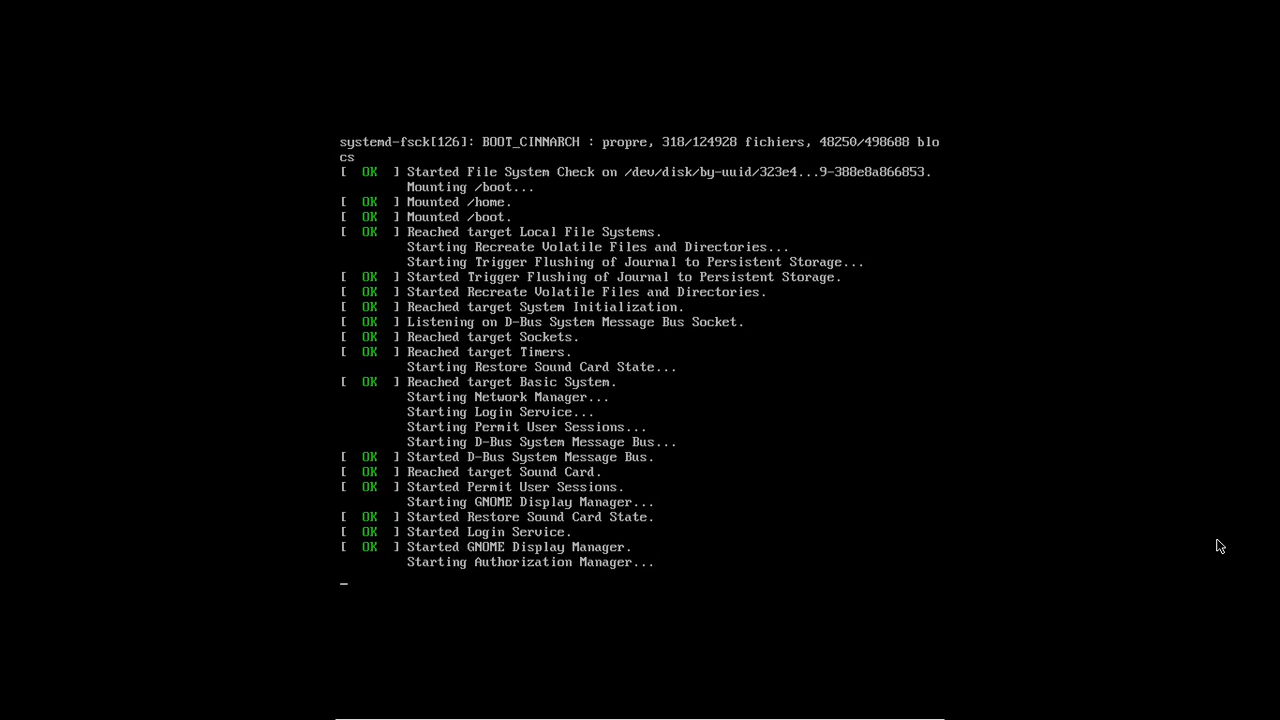 systemd-fsck[126]: BOOT_CINNARCH : propre, 318/124928 fichiers, 48250/498688 blo
cs
[  OK  ] Started File System Check on /dev/disk/by-uuid/323e4...9-388e8a866853.
         Mounting /boot...
[  OK  ] Mounted /home.
[  OK  ] Mounted /boot.
[  OK  ] Reached target Local File Systems.
         Starting Recreate Volatile Files and Directories...
         Starting Trigger Flushing of Journal to Persistent Storage...
[  OK  ] Started Trigger Flushing of Journal to Persistent Storage.
[  OK  ] Started Recreate Volatile Files and Directories.
[  OK  ] Reached target System Initialization.
[  OK  ] Listening on D-Bus System Message Bus Socket.
[  OK  ] Reached target Sockets.
[  OK  ] Reached target Timers.
         Starting Restore Sound Card State...
[  OK  ] Reached target Basic System.
         Starting Network Manager...
         Starting Login Service...
         Starting Permit User Sessions...
         Starting D-Bus System Message Bus...
[  OK  ] Started D-Bus System Message Bus.
[  OK  ] Reached target Sound Card.
[  OK  ] Started Permit User Sessions.
         Starting GNOME Display Manager...
[  OK  ] Started Restore Sound Card State.
[  OK  ] Started Login Service.
[  OK  ] Started GNOME Display Manager.
         Starting Authorization Manager...
_